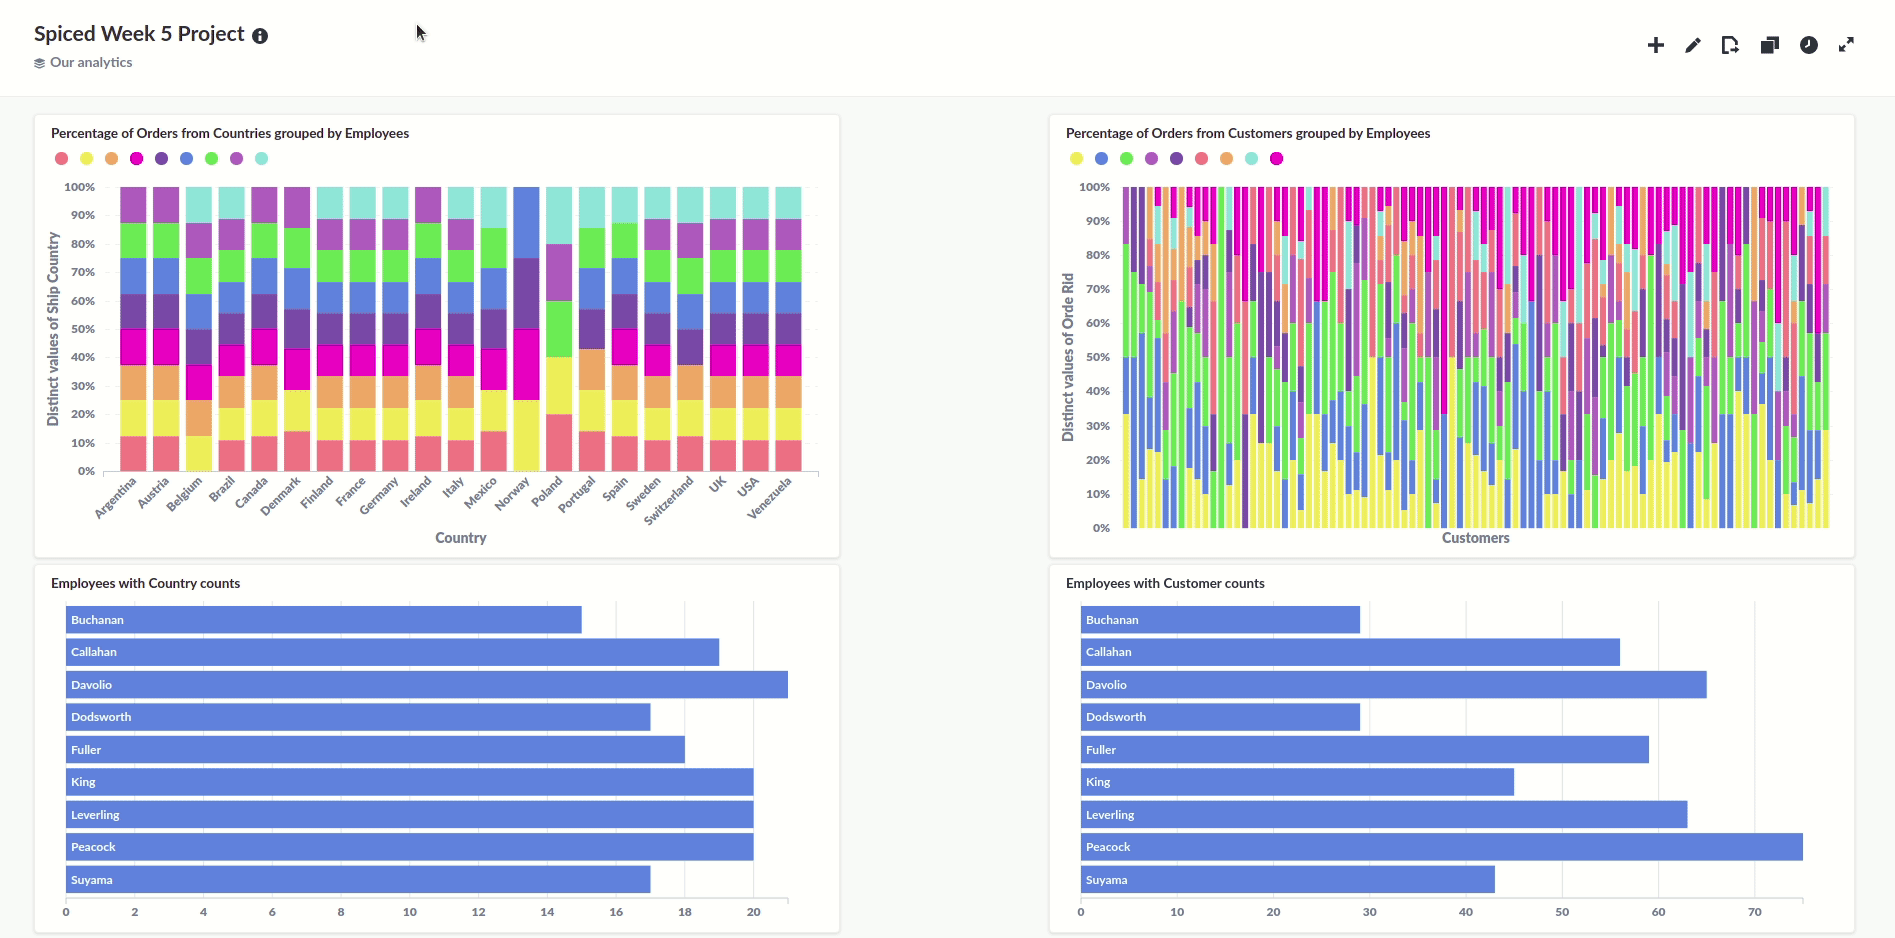 Spiced Week 5 Project
Our analytics
Percentage of Orders from Countries grouped by Employees
100%
90%
80%
70%
60%
50%
40%
30%
20%
10%
0%
Distinct values of Ship Country
Argentina
Austria
Belgium
Brazil
Canada
Denmark
Finland
France
Germany
Ireland
Italy
Mexico
Norway
Poland
Portugal
Spain
Sweden
Switzerland
UK
USA
Venezuela
Country
Percentage of Orders from Customers grouped by Employees
100%
90%
80%
70%
60%
50%
40%
30%
20%
10%
0%
Distinct values of Orde Rid
Customers
Employees with Country counts
Buchanan
Callahan
Davolio
Dodsworth
Fuller
King
Leverling
Peacock
Suyama
0 2 4 6 8 10 12 14 16 18 20
Employees with Customer counts
Buchanan
Callahan
Davolio
Dodsworth
Fuller
King
Leverling
Peacock
Suyama
0 10 20 30 40 50 60 70